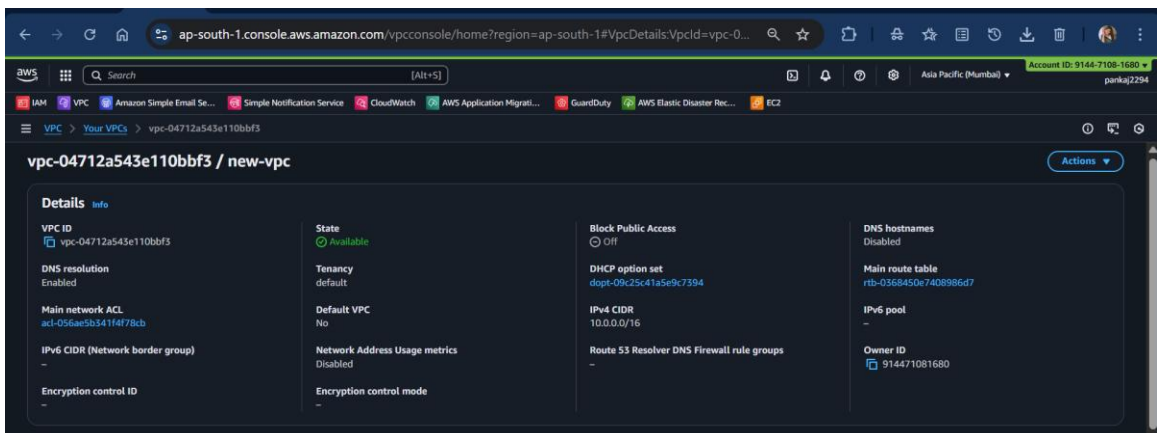 ap-south-1.console.aws.amazon.com/vpcconsole/home?region=ap-south-1#VpcDetails:VpcId=vpc-0...
aws Search [Alt+S] Asia Pacific (Mumbai) Account ID: 9144-7108-1680
pankaj2294
IAM VPC Amazon Simple Email Se... Simple Notification Service CloudWatch AWS Application Migrati... GuardDuty AWS Elastic Disaster Rec... EC2
VPC > Your VPCs > vpc-04712a543e110bbf3
vpc-04712a543e110bbf3 / new-vpc Actions
Details Info
VPC ID State Block Public Access DNS hostnames
vpc-04712a543e110bbf3 Available Off Disabled
DNS resolution Tenancy DHCP option set Main route table
Enabled default dopt-09c25c41a5e9c7394 rtb-0368450e7408986d7
Main network ACL Default VPC IPv4 CIDR IPv6 pool
acl-056ae5b341f4f78cb No 10.0.0.0/16 –
IPv6 CIDR (Network border group) Network Address Usage metrics Route 53 Resolver DNS Firewall rule groups Owner ID
– Disabled – 914471081680
Encryption control ID Encryption control mode
– –